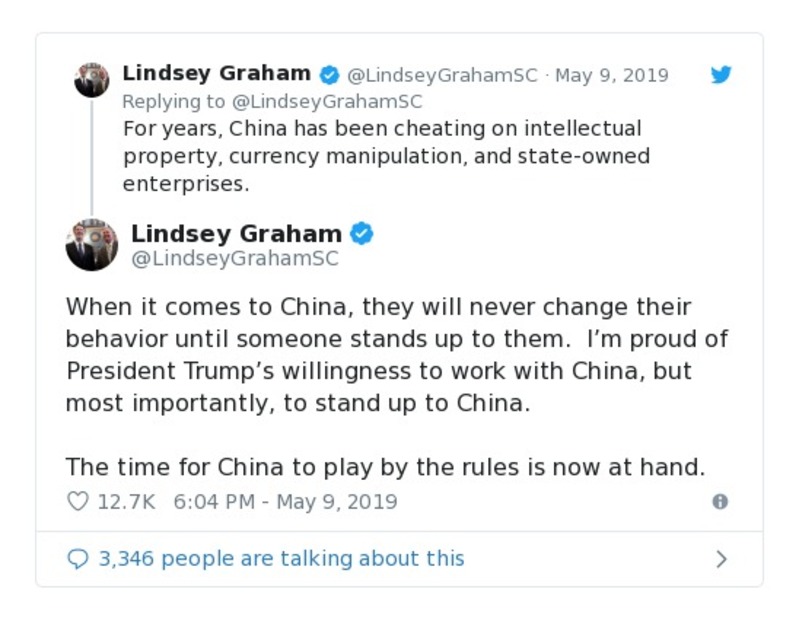 Lindsey Graham @LindseyGrahamSC · May 9, 2019
Replying to @LindseyGrahamSC
For years, China has been cheating on intellectual
property, currency manipulation, and state-owned
enterprises.
Lindsey Graham
@LindseyGrahamSC
When it comes to China, they will never change their
behavior until someone stands up to them.  I’m proud of
President Trump’s willingness to work with China, but
most importantly, to stand up to China.
The time for China to play by the rules is now at hand.
12.7K 6:04 PM - May 9, 2019
3,346 people are talking about this